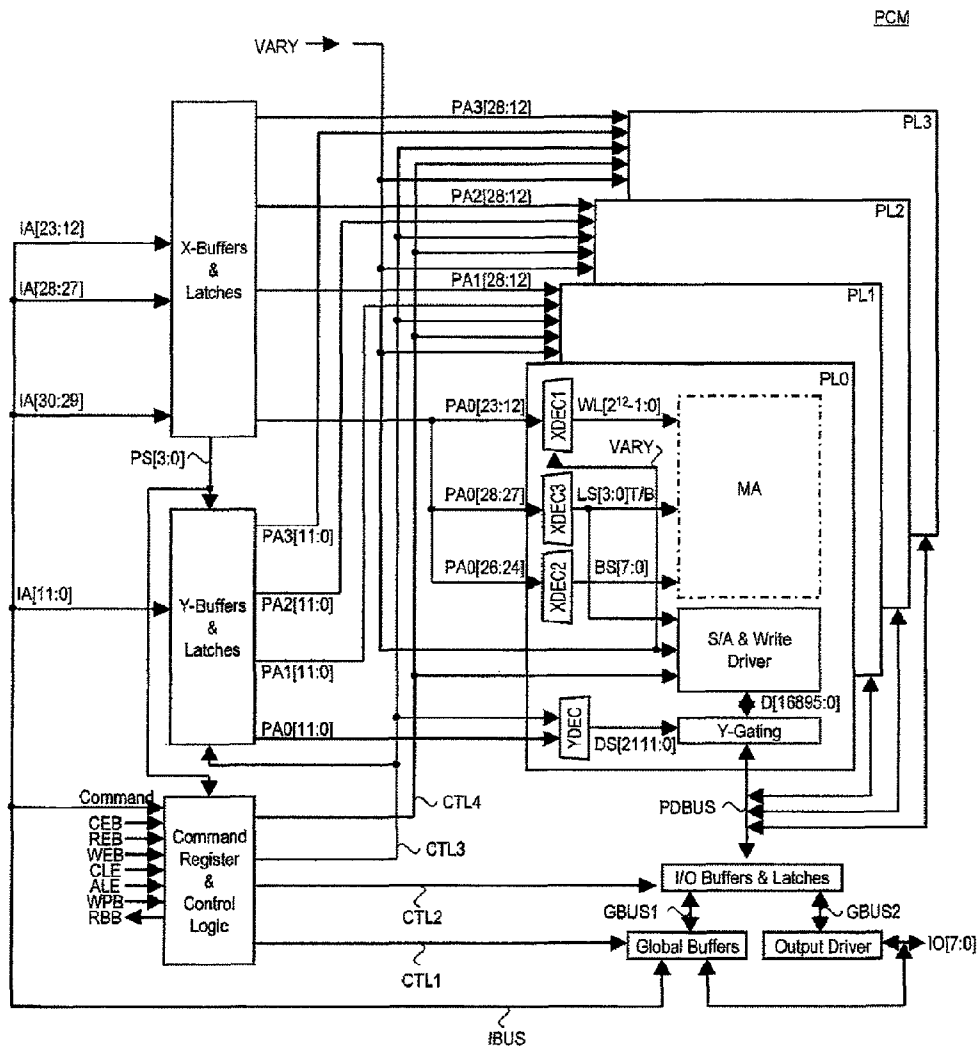 PCM
VARY
PA3[28:12]
PL3
PA2[28:12]
PL2
IA[23:12]
X-Buffers
&
Latches
IA[28:27]
PA1[28:12]
PL1
PL0
IA[30:29]
PA0[23:12]
XDEC1
WL[2¹²-1:0]
VARY
MA
PS[3:0]
PA0[28:27]
XDEC3
LS[3:0]T/B
PA3[11:0]
PA0[26:24]
XDEC2
BS[7:0]
IA[11:0]
Y-Buffers
&
Latches
PA2[11:0]
PA1[11:0]
S/A & Write
Driver
D[16895:0]
PA0[11:0]
YDEC
DS[2111:0]
Y-Gating
Command
CEB
REB
WEB
CLE
ALE
WPB
RBB
Command
Register
&
Control
Logic
CTL4
CTL3
PDBUS
CTL2
I/O Buffers & Latches
GBUS1
GBUS2
Global Buffers
Output Driver
IO[7:0]
CTL1
IBUS